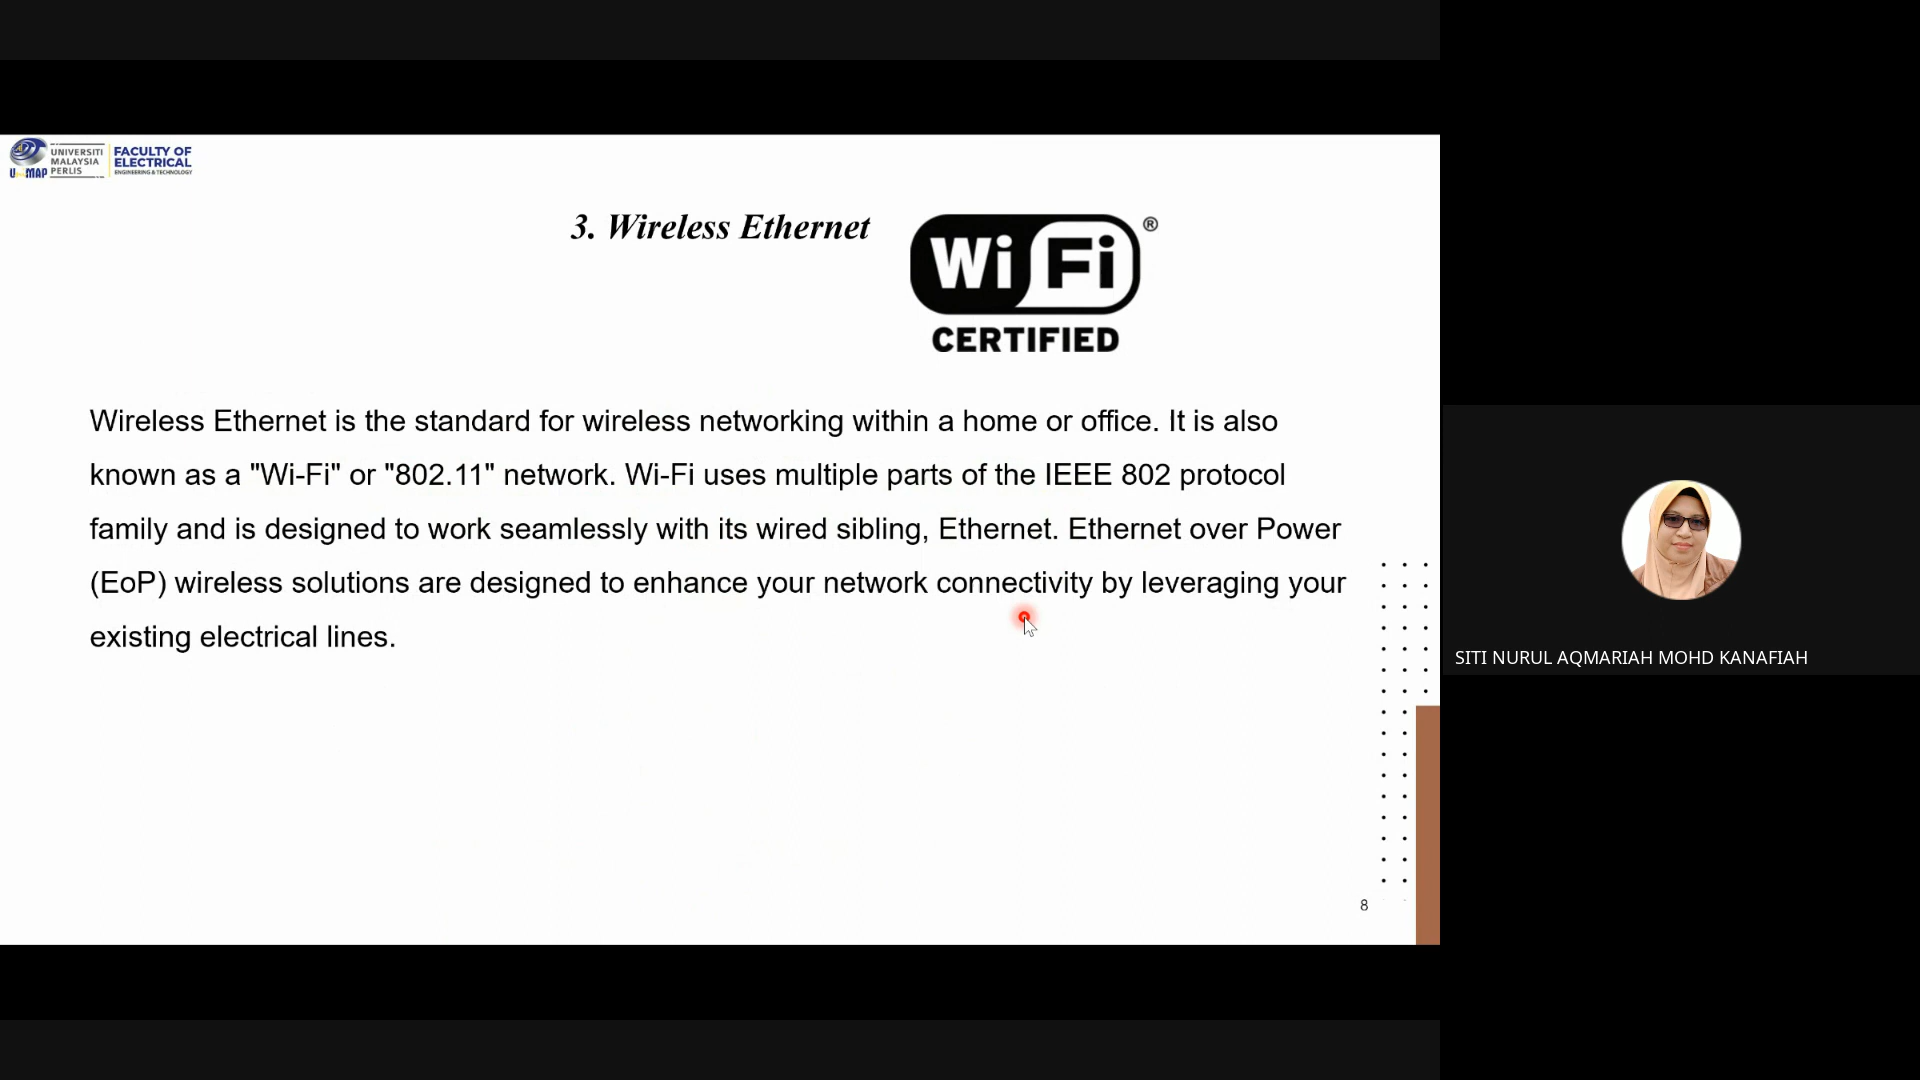 UNIVERSITI
MALAYSIA
PERLIS
UniMAP
FACULTY OF
ELECTRICAL
ENGINEERING & TECHNOLOGY
3. Wireless Ethernet
Wi Fi ®
CERTIFIED
Wireless Ethernet is the standard for wireless networking within a home or office. It is also
known as a "Wi-Fi" or "802.11" network. Wi-Fi uses multiple parts of the IEEE 802 protocol
family and is designed to work seamlessly with its wired sibling, Ethernet. Ethernet over Power
(EoP) wireless solutions are designed to enhance your network connectivity by leveraging your
existing electrical lines.
8
SITI NURUL AQMARIAH MOHD KANAFIAH